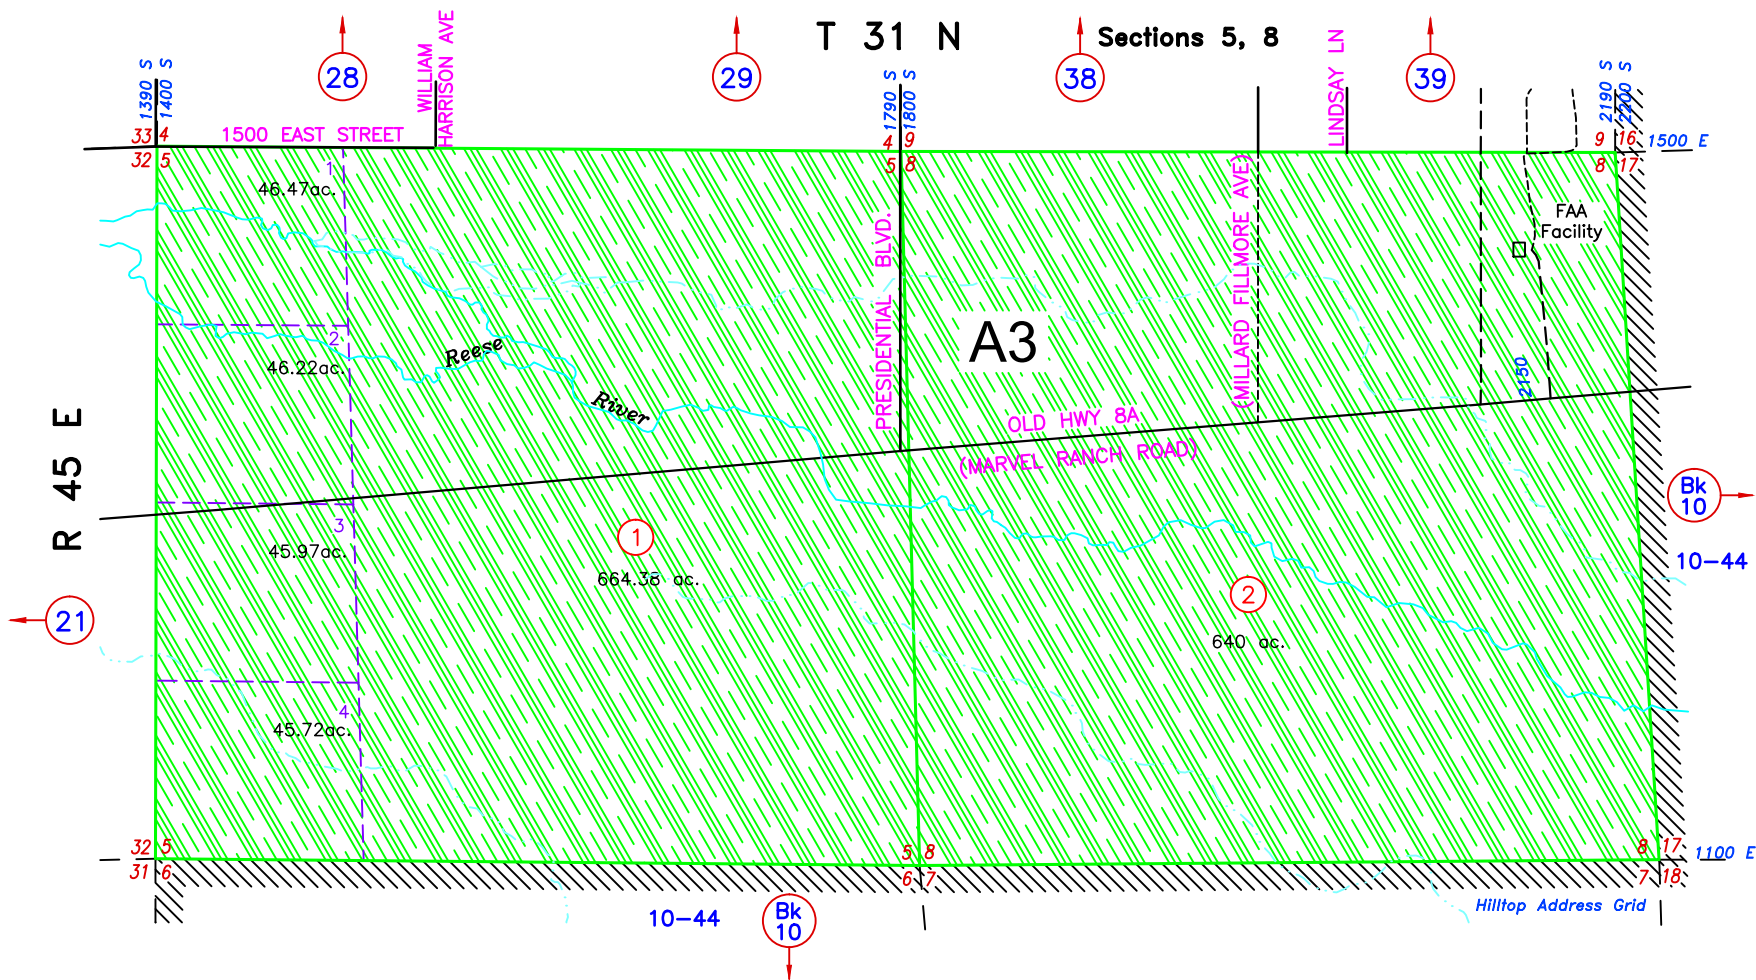 T 31 N
Sections 5, 8
28
29
38
39
1390 S
1400 S
WILLIAM
HARRISON AVE
1790 S
1800 S
LINDSAY LN
2190 S
2200 S
1500 EAST STREET
1500 E
33 4
32 5
4 9
5 8
9 16
8 17
1
46.47ac.
2
46.22ac.
3
45.97ac.
4
45.72ac.
Reese
River
PRESIDENTIAL BLVD.
A3
(MILLARD FILLMORE AVE)
FAA
Facility
2150
OLD HWY 8A
(MARVEL RANCH ROAD)
R 45 E
1
664.38 ac.
2
640 ac.
Bk
10
10-44
21
32 5
31 6
5 8
6 7
8 17
7 18
1100 E
10-44
Bk
10
Hilltop Address Grid